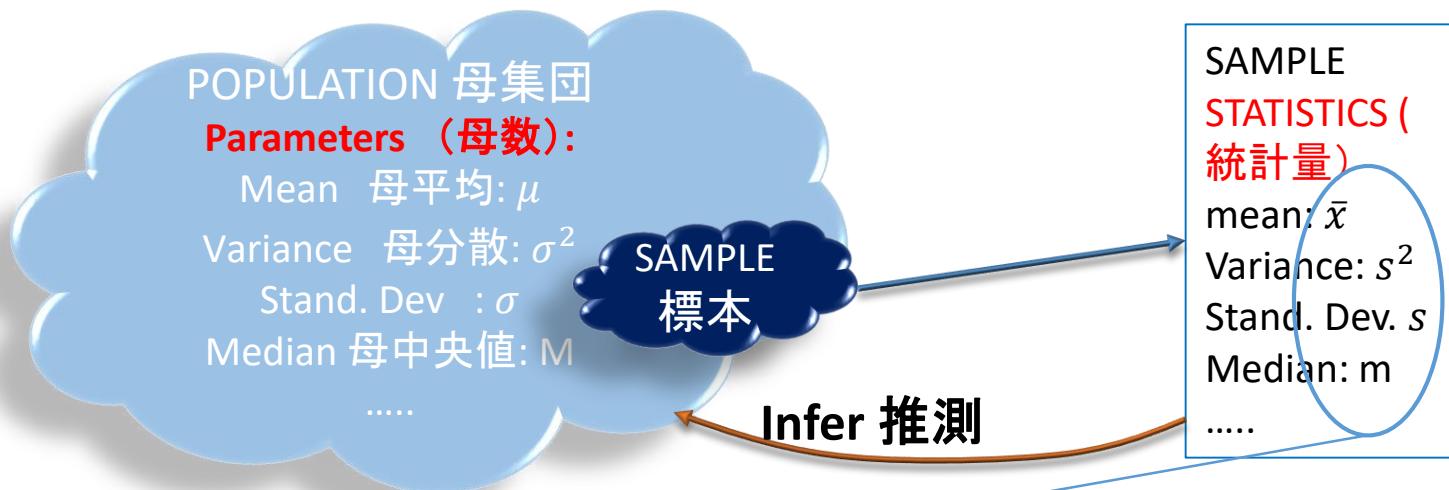 POPULATION 母集団
Parameters （母数）:
Mean 母平均: μ
Variance 母分散: σ²
Stand. Dev : σ
Median 母中央値: M
…..
SAMPLE
標本
Infer 推測
SAMPLE
STATISTICS (
統計量）
mean: x̄
Variance: s²
Stand. Dev. s
Median: m
…..